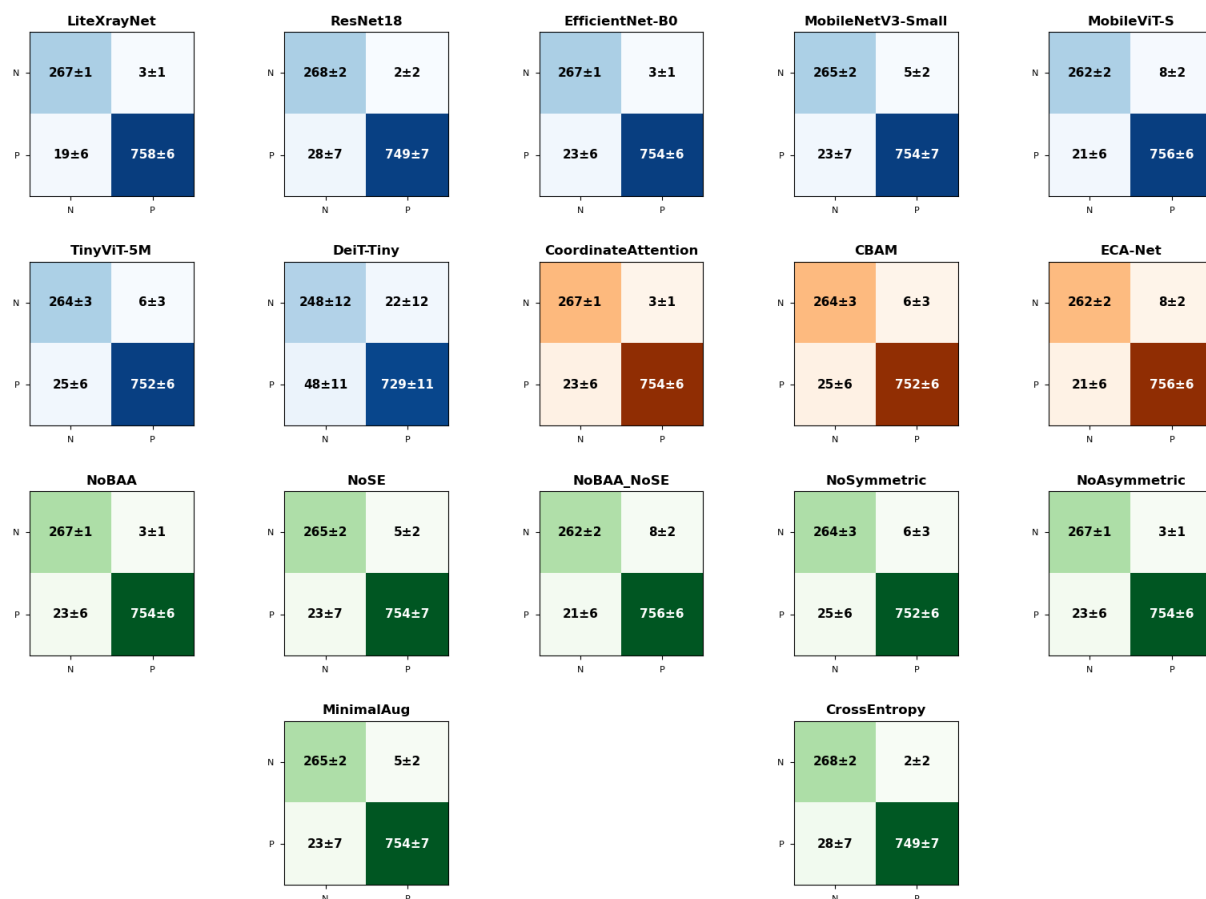 LiteXrayNet ResNet18 EfficientNet-B0 MobileNetV3-Small MobileViT-S
N 267±1 3±1 N 268±2 2±2 N 267±1 3±1 N 265±2 5±2 N 262±2 8±2
P 19±6 758±6 P 28±7 749±7 P 23±6 754±6 P 23±7 754±7 P 21±6 756±6
N P N P N P N P N P
TinyViT-5M DeiT-Tiny CoordinateAttention CBAM ECA-Net
N 264±3 6±3 N 248±12 22±12 N 267±1 3±1 N 264±3 6±3 N 262±2 8±2
P 25±6 752±6 P 48±11 729±11 P 23±6 754±6 P 25±6 752±6 P 21±6 756±6
N P N P N P N P N P
NoBAA NoSE NoBAA_NoSE NoSymmetric NoAsymmetric
N 267±1 3±1 N 265±2 5±2 N 262±2 8±2 N 264±3 6±3 N 267±1 3±1
P 23±6 754±6 P 23±7 754±7 P 21±6 756±6 P 25±6 752±6 P 23±6 754±6
N P N P N P N P N P
MinimalAug CrossEntropy
N 265±2 5±2 N 268±2 2±2
P 23±7 754±7 P 28±7 749±7
N P N P